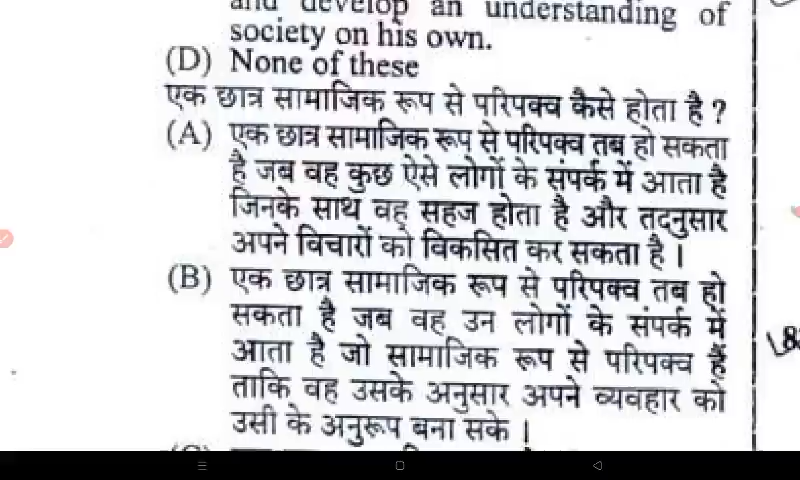 and develop an understanding of
society on his own.
(D) None of these
एक छात्र सामाजिक रूप से परिपक्व कैसे होता है ?
(A) एक छात्र सामाजिक रूप से परिपक्व तब हो सकता
है जब वह कुछ ऐसे लोगों के संपर्क में आता है
जिनके साथ वह सहज होता है और तदनुसार
अपने विचारों को विकसित कर सकता है ।
(B) एक छात्र सामाजिक रूप से परिपक्व तब हो
सकता है जब वह उन लोगों के संपर्क में
आता है जो सामाजिक रूप से परिपक्व हैं
ताकि वह उसके अनुसार अपने व्यवहार को
उसी के अनुरूप बना सके ।